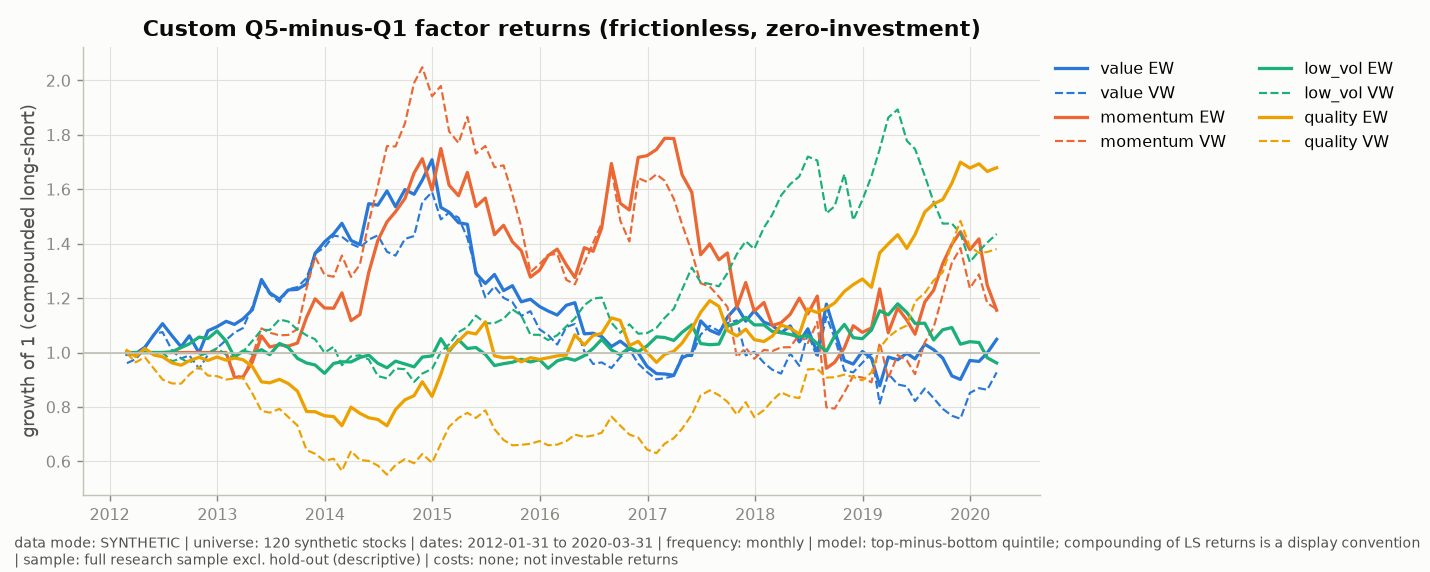 Custom Q5-minus-Q1 factor returns (frictionless, zero-investment)
growth of 1 (compounded long-short)
2.0
1.8
1.6
1.4
1.2
1.0
0.8
0.6
2012 2013 2014 2015 2016 2017 2018 2019 2020
value EW
value VW
momentum EW
momentum VW
low_vol EW
low_vol VW
quality EW
quality VW
data mode: SYNTHETIC | universe: 120 synthetic stocks | dates: 2012-01-31 to 2020-03-31 | frequency: monthly | model: top-minus-bottom quintile; compounding of LS returns is a display convention
| sample: full research sample excl. hold-out (descriptive) | costs: none; not investable returns